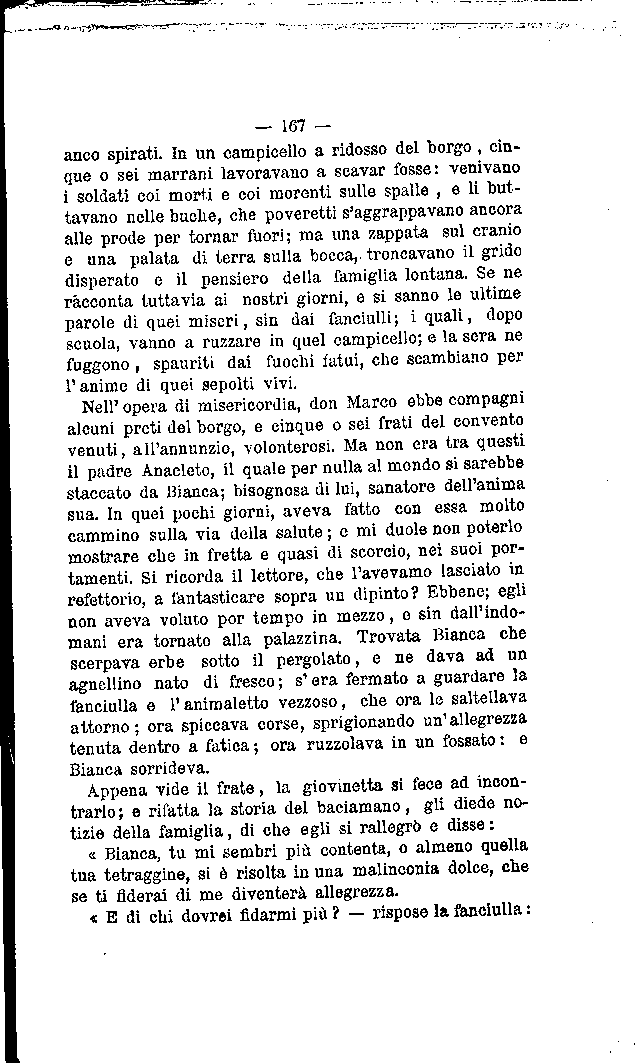 — 167 —
anco spirati. In un campicello a ridosso del borgo , cin-
que o sei marrani lavoravano a scavar fosse: venivano
i soldati coi morti e coi morenti sulle spalle , e li but-
tavano nelle buche, che poveretti s'aggrappavano ancora
alle prode per tornar fuori; ma una zappata sul cranio
e una palata di terra sulla bocca, troncavano il grido
disperato e il pensiero della famiglia lontana. Se ne
racconta tuttavia ai nostri giorni, e si sanno le ultime
parole di quei miseri, sin dai fanciulli; i quali, dopo
scuola, vanno a ruzzare in quel campicello; e la sera ne
fuggono , spauriti dai fuochi fatui, che scambiano per
l'anime di quei sepolti vivi.
Nell'opera di misericordia, don Marco ebbe compagni
alcuni preti del borgo, e cinque o sei frati del convento
venuti, all'annunzio, volonterosi. Ma non era tra questi
il padre Anacleto, il quale per nulla al mondo si sarebbe
staccato da Bianca; bisognosa di lui, sanatore dell'anima
sua. In quei pochi giorni, aveva fatto con essa molto
cammino sulla via della salute; e mi duole non poterlo
mostrare che in fretta e quasi di scorcio, nei suoi por-
tamenti. Si ricorda il lettore, che l'avevamo lasciato in
refettorio, a fantasticare sopra un dipinto? Ebbene; egli
non aveva voluto por tempo in mezzo, e sin dall'indo-
mani era tornato alla palazzina. Trovata Bianca che
scerpava erbe sotto il pergolato, e ne dava ad un
agnellino nato di fresco; s'era fermato a guardare la
fanciulla e l'animaletto vezzoso, che ora le saltellava
attorno; ora spiccava corse, sprigionando un'allegrezza
tenuta dentro a fatica; ora ruzzolava in un fossato: e
Bianca sorrideva.
Appena vide il frate, la giovinetta si fece ad incon-
trarlo; e rifatta la storia del baciamano, gli diede no-
tizie della famiglia, di che egli si rallegrò e disse:
« Bianca, tu mi sembri più contenta, o almeno quella
tua tetraggine, si è risolta in una malinconia dolce, che
se ti fiderai di me diventerà allegrezza.
« E di chi dovrei fidarmi più? — rispose la fanciulla: